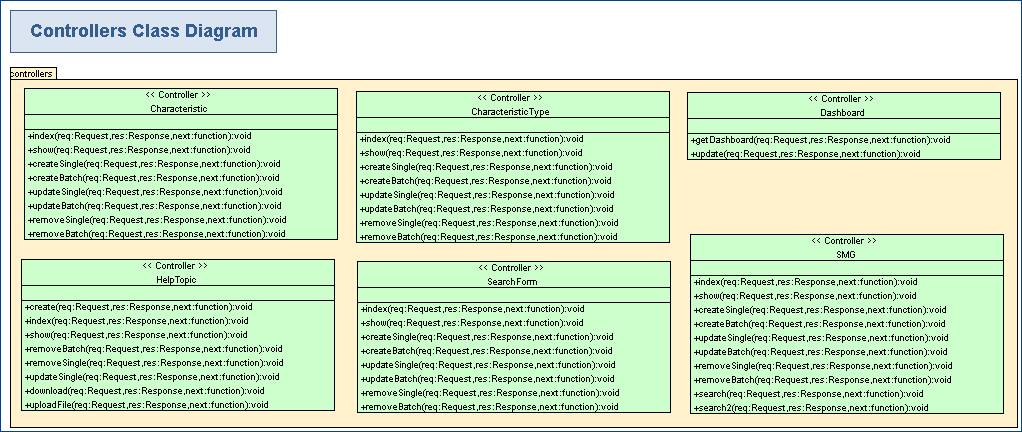 Controllers Class Diagram
controllers
<< Controller >>
Characteristic
+index(req:Request,res:Response,next:function):void
+show(req:Request,res:Response,next:function):void
+createSingle(req:Request,res:Response,next:function):void
+createBatch(req:Request,res:Response,next:function):void
+updateSingle(req:Request,res:Response,next:function):void
+updateBatch(req:Request,res:Response,next:function):void
+removeSingle(req:Request,res:Response,next:function):void
+removeBatch(req:Request,res:Response,next:function):void
<< Controller >>
CharacteristicType
+index(req:Request,res:Response,next:function):void
+show(req:Request,res:Response,next:function):void
+createSingle(req:Request,res:Response,next:function):void
+createBatch(req:Request,res:Response,next:function):void
+updateSingle(req:Request,res:Response,next:function):void
+updateBatch(req:Request,res:Response,next:function):void
+removeSingle(req:Request,res:Response,next:function):void
+removeBatch(req:Request,res:Response,next:function):void
<< Controller >>
Dashboard
+getDashboard(req:Request,res:Response,next:function):void
+update(req:Request,res:Response,next:function):void
<< Controller >>
HelpTopic
+create(req:Request,res:Response,next:function):void
+index(req:Request,res:Response,next:function):void
+show(req:Request,res:Response,next:function):void
+removeBatch(req:Request,res:Response,next:function):void
+removeSingle(req:Request,res:Response,next:function):void
+updateSingle(req:Request,res:Response,next:function):void
+download(req:Request,res:Response,next:function):void
+uploadFile(req:Request,res:Response,next:function):void
<< Controller >>
SearchForm
+index(req:Request,res:Response,next:function):void
+show(req:Request,res:Response,next:function):void
+createSingle(req:Request,res:Response,next:function):void
+createBatch(req:Request,res:Response,next:function):void
+updateSingle(req:Request,res:Response,next:function):void
+updateBatch(req:Request,res:Response,next:function):void
+removeSingle(req:Request,res:Response,next:function):void
+removeBatch(req:Request,res:Response,next:function):void
<< Controller >>
SMG
+index(req:Request,res:Response,next:function):void
+show(req:Request,res:Response,next:function):void
+createSingle(req:Request,res:Response,next:function):void
+createBatch(req:Request,res:Response,next:function):void
+updateSingle(req:Request,res:Response,next:function):void
+updateBatch(req:Request,res:Response,next:function):void
+removeSingle(req:Request,res:Response,next:function):void
+removeBatch(req:Request,res:Response,next:function):void
+search(req:Request,res:Response,next:function):void
+search2(req:Request,res:Response,next:function):void